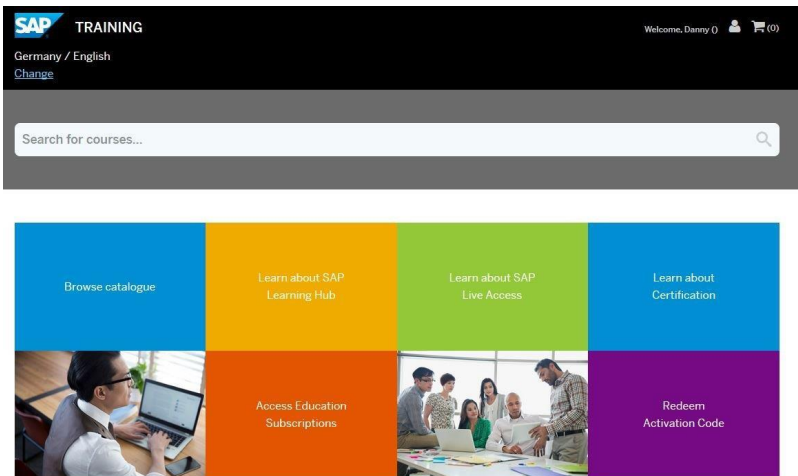 SAP TRAINING
Welcome, Danny ()
(0)
Germany / English
Change
Search for courses...
Browse catalogue
Learn about SAP
Learning Hub
Learn about SAP
Live Access
Learn about
Certification
Access Education
Subscriptions
Redeem
Activation Code